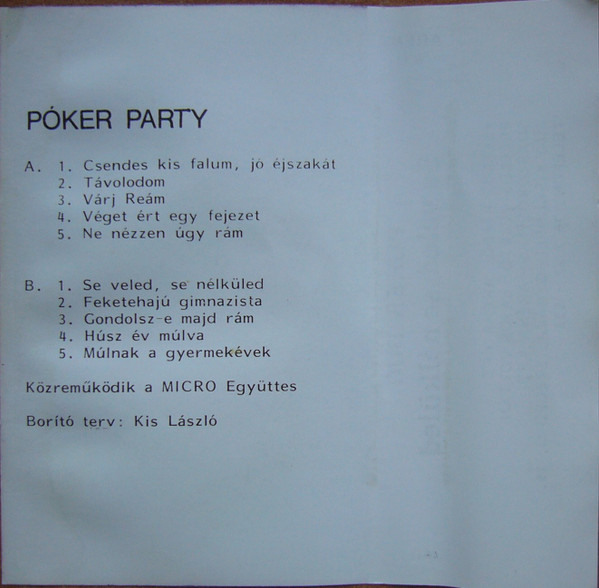 PÓKER PARTY
A. 1. Csendes kis falum, jó éjszakát
2. Távolodom
3. Várj Reám
4. Véget ért egy fejezet
5. Ne nézzen úgy rám
B. 1. Se veled, se nélküled
2. Feketehajú gimnazista
3. Gondolsz-e majd rám
4. Húsz év múlva
5. Múlnak a gyermekévek
Közreműködik a MICRO Együttes
Borító terv: Kis László